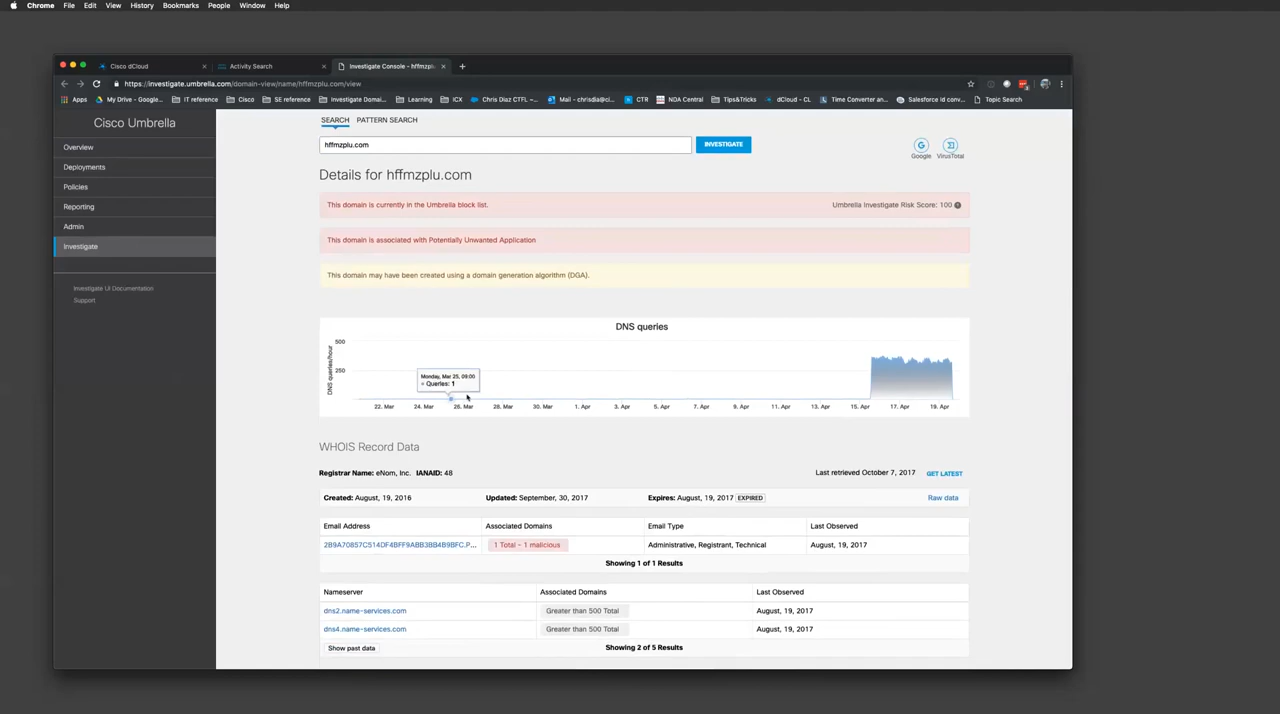 Chrome File Edit View History Bookmarks People Window Help
Cisco dCloud Activity Search Investigate Console - hffmzpl
https://investigate.umbrella.com/domain-view/name/hffmzplu.com/view
Apps My Drive - Google... IT reference Cisco SE reference Investigate Domai... Learning ICX Chris Diaz CTFL –... Mail – chrisdia@ci... CTR NDA Central Tips&Tricks dCloud - CL Time Converter an... Salesforce Id conv... Topic Search
Cisco Umbrella
Overview
Deployments
Policies
Reporting
Admin
Investigate
Investigate UI Documentation
Support
SEARCH PATTERN SEARCH
hffmzplu.com INVESTIGATE
Google VirusTotal
Details for hffmzplu.com
This domain is currently in the Umbrella block list. Umbrella Investigate Risk Score: 100
This domain is associated with Potentially Unwanted Application
This domain may have been created using a domain generation algorithm (DGA).
DNS queries
DNS queries/hour
500
250
Monday, Mar 25, 09:00
Queries: 1
22. Mar 24. Mar 26. Mar 28. Mar 30. Mar 1. Apr 3. Apr 5. Apr 7. Apr 9. Apr 11. Apr 13. Apr 15. Apr 17. Apr 19. Apr
WHOIS Record Data
Registrar Name: eNom, Inc. IANAID: 48 Last retrieved October 7, 2017 GET LATEST
Created: August, 19, 2016 Updated: September, 30, 2017 Expires: August, 19, 2017 EXPIRED Raw data
Email Address Associated Domains Email Type Last Observed
2B9A70857C514DF4BFF9ABB3BB4B9BFC.P... 1 Total - 1 malicious Administrative, Registrant, Technical August, 19, 2017
Showing 1 of 1 Results
Nameserver Associated Domains Last Observed
dns2.name-services.com Greater than 500 Total August, 19, 2017
dns4.name-services.com Greater than 500 Total August, 19, 2017
Show past data Showing 2 of 5 Results